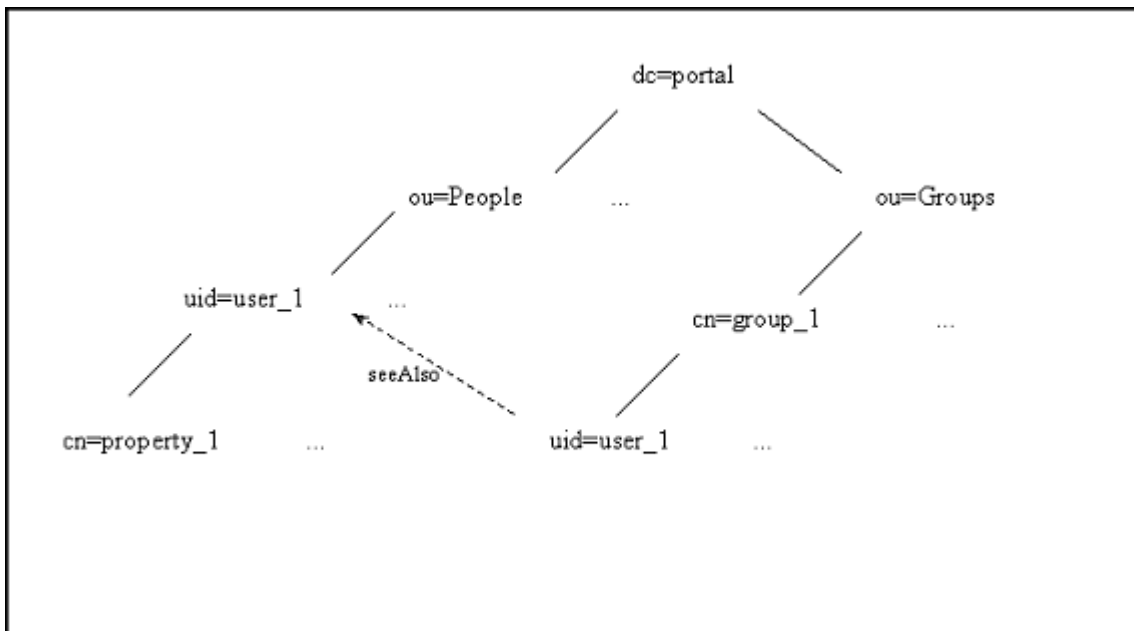 dc=portal
ou=People ... ou=Groups
uid=user_1 ...
cn=group_1 ...
seeAlso
cn=property_1 ... uid=user_1 ...